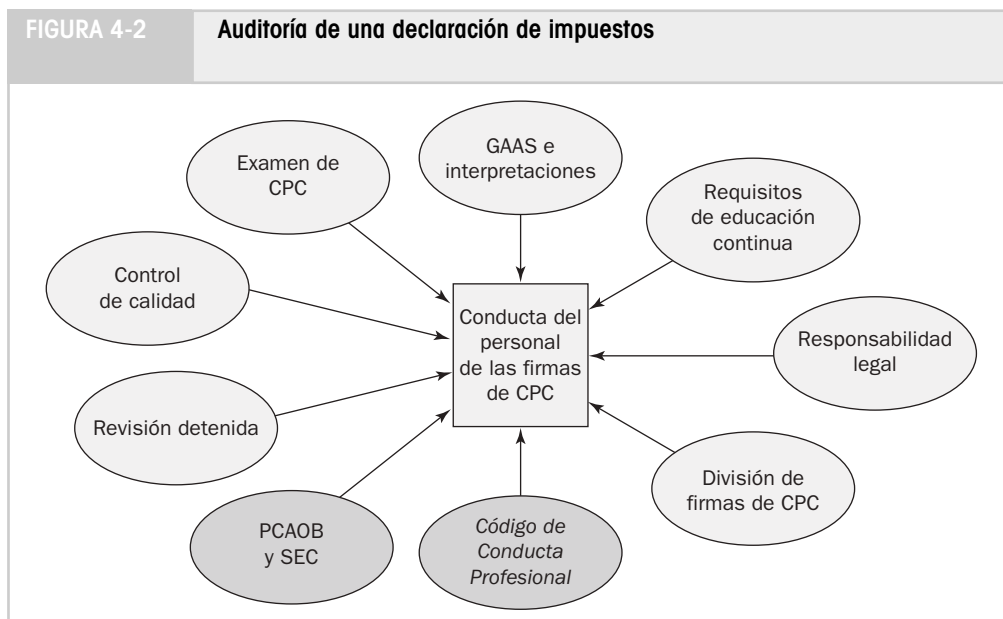 FIGURA 4-2
Auditoría de una declaración de impuestos
GAAS e
interpretaciones
Examen de
CPC
Requisitos
de educación
continua
Control
de calidad
Conducta del
personal
de las firmas
de CPC
Responsabilidad
legal
Revisión detenida
División de
firmas de CPC
PCAOB
y SEC
Código de
Conducta
Profesional